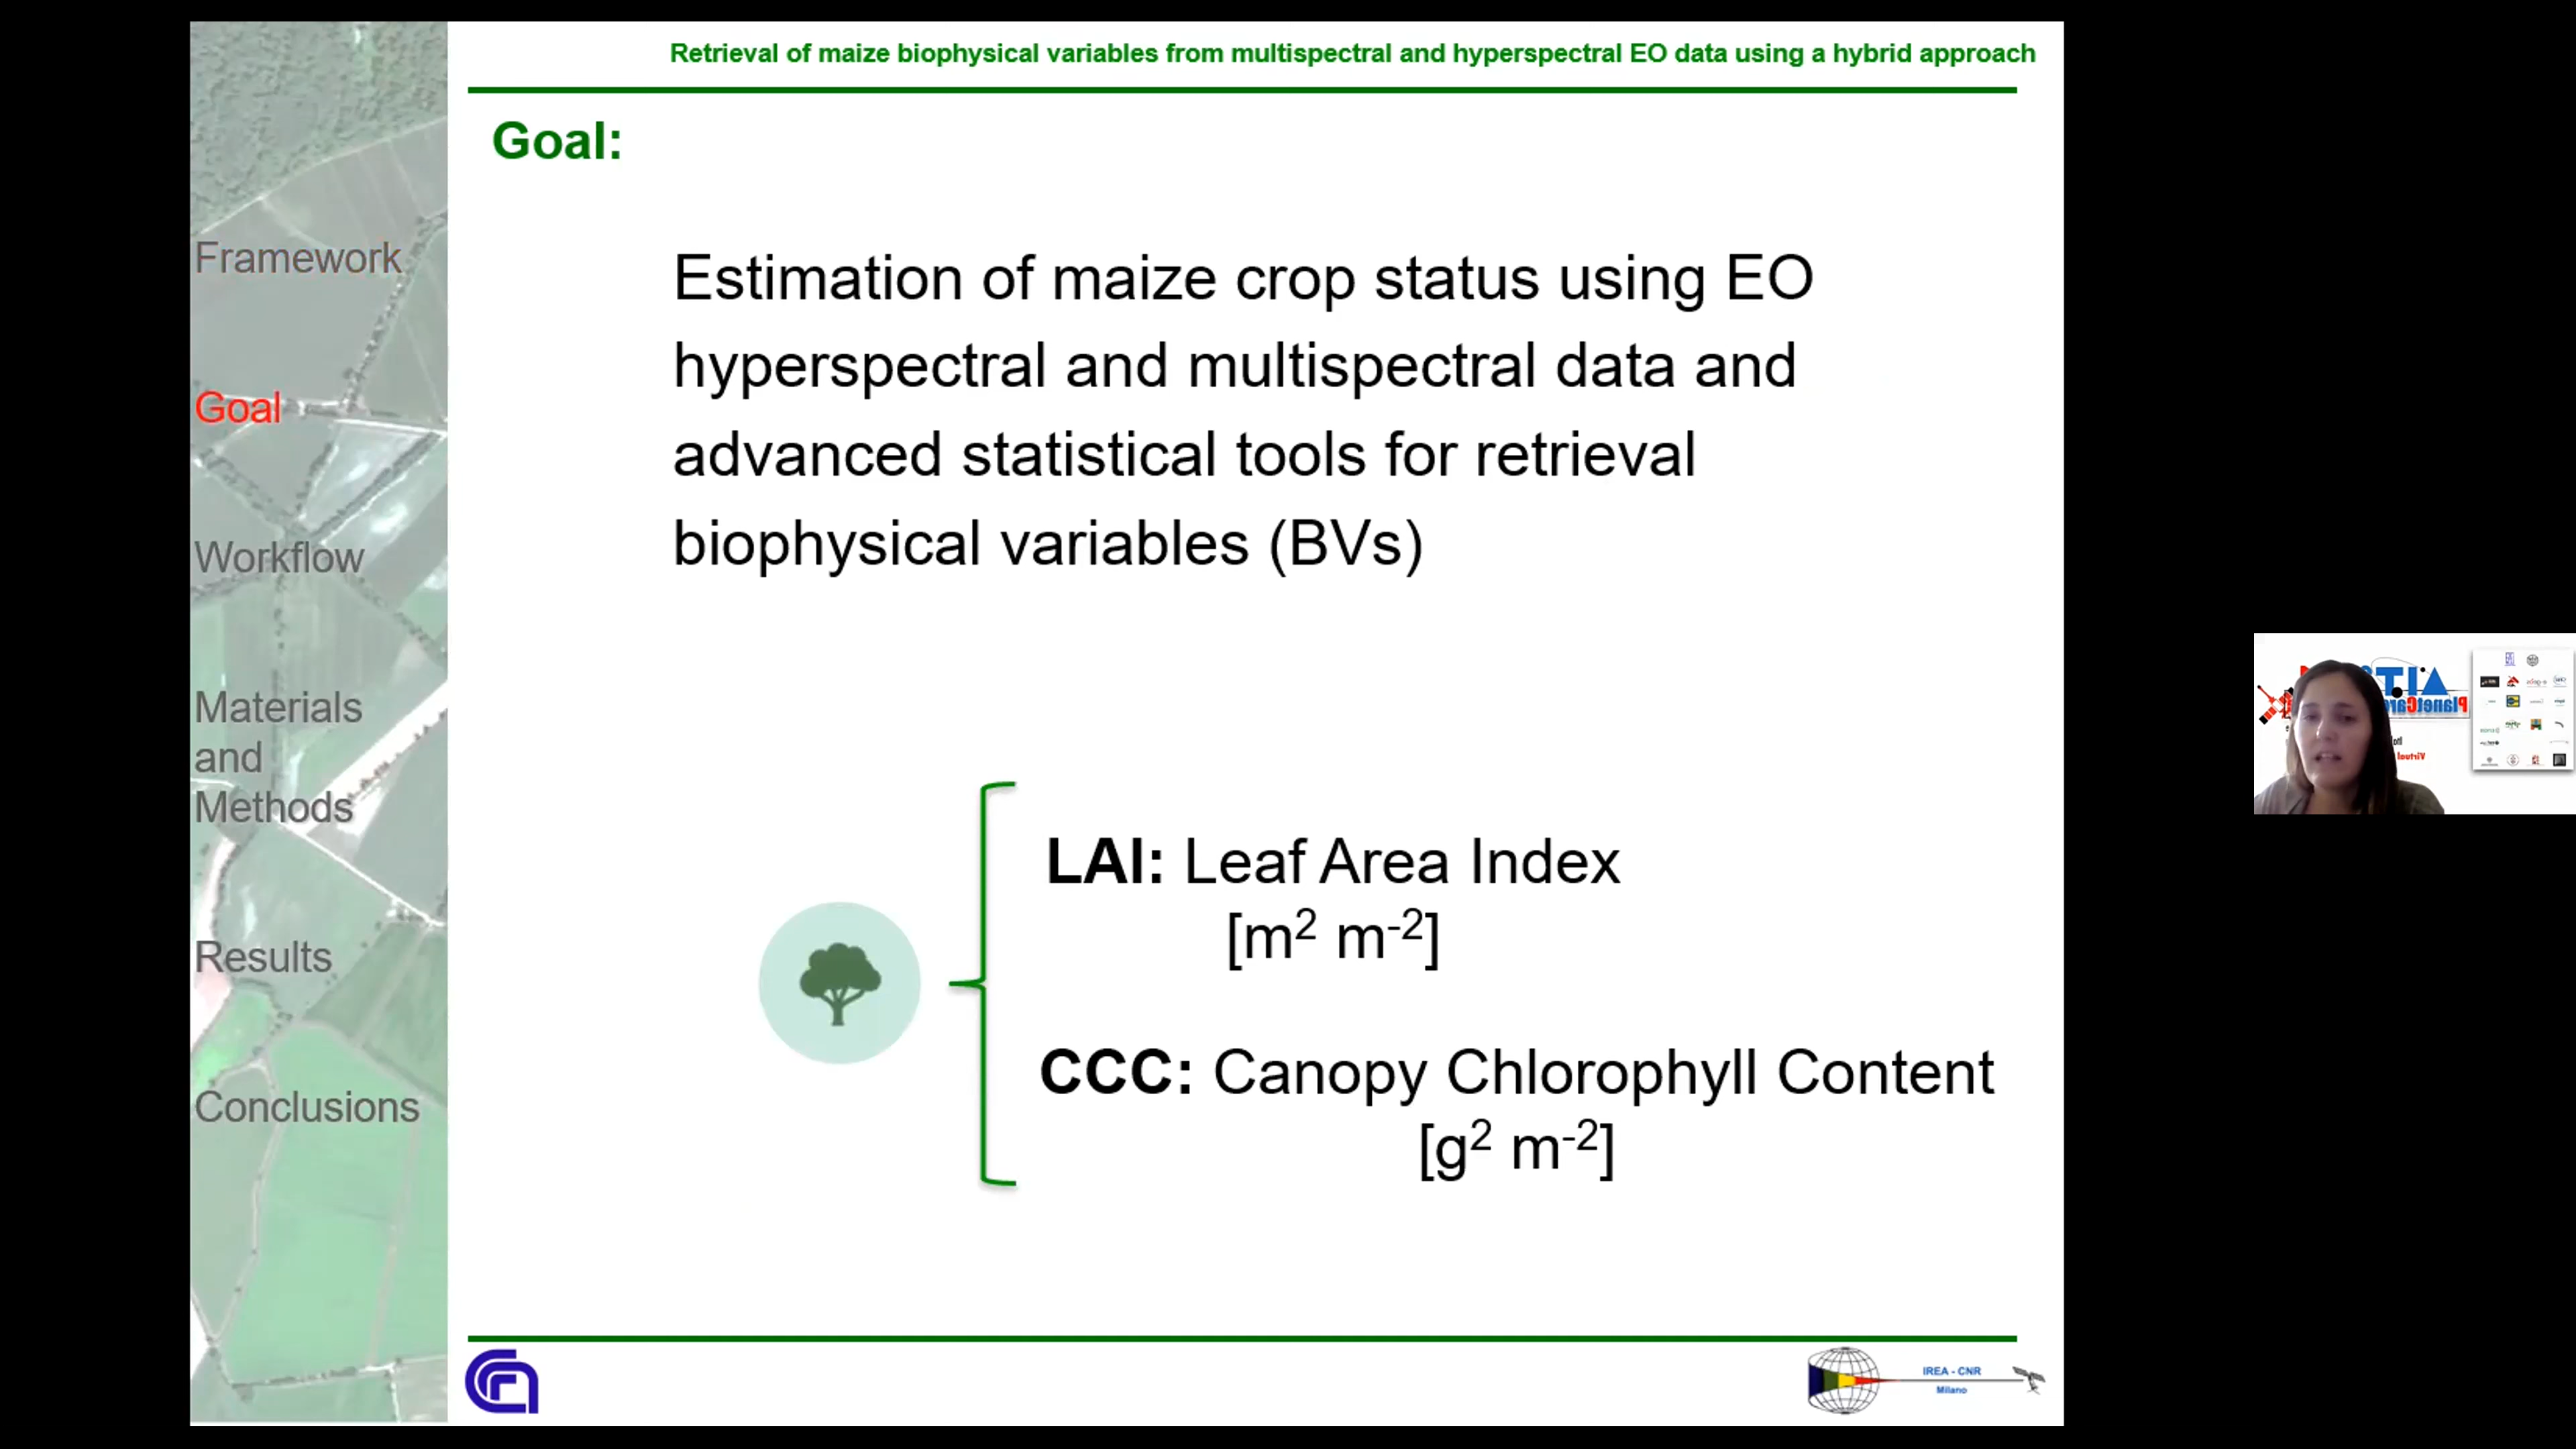 Retrieval of maize biophysical variables from multispectral and hyperspectral EO data using a hybrid approach
Goal:
Framework
Goal
Workflow
Materials
and
Methods
Results
Conclusions
Estimation of maize crop status using EO
hyperspectral and multispectral data and
advanced statistical tools for retrieval
biophysical variables (BVs)
LAI: Leaf Area Index
[m² m⁻²]
CCC: Canopy Chlorophyll Content
[g² m⁻²]
IREA - CNR
Milano
AIT
PlanetCare
Virtual